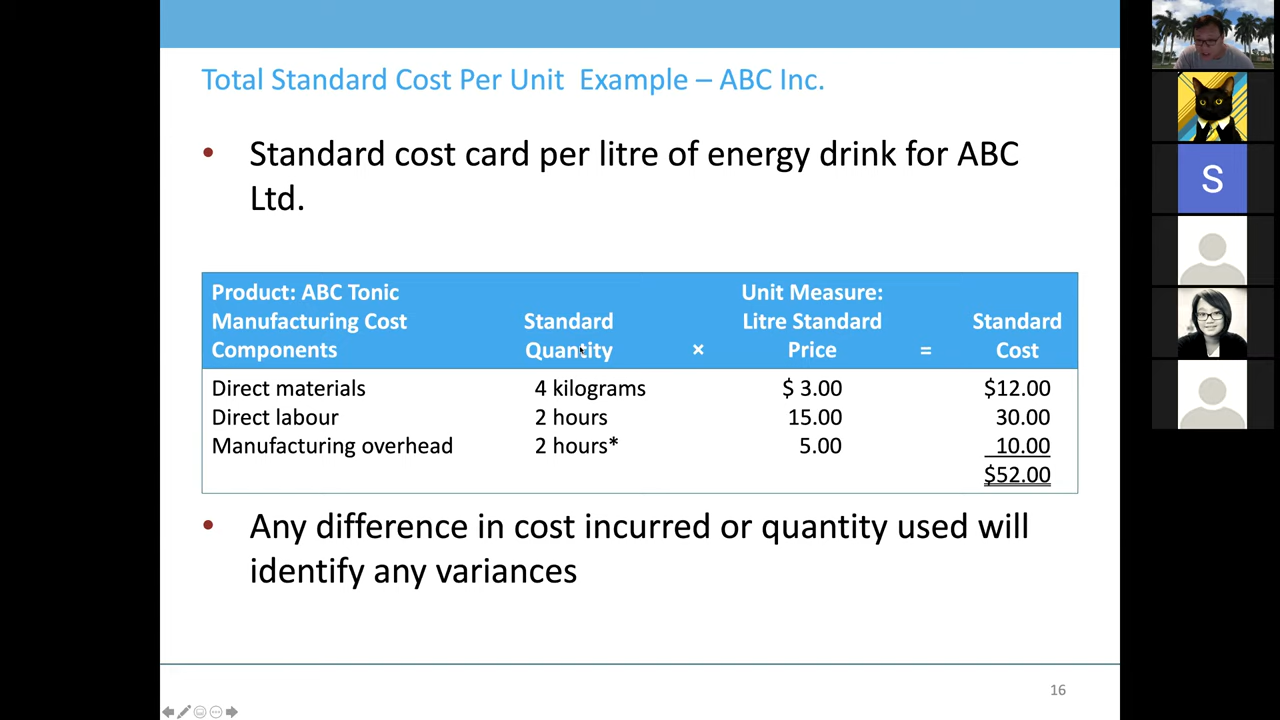 Total Standard Cost Per Unit Example – ABC Inc.
• Standard cost card per litre of energy drink for ABC
Ltd.
Product: ABC Tonic Unit Measure:
Manufacturing Cost Standard Litre Standard Standard
Components Quantity × Price = Cost
Direct materials 4 kilograms $ 3.00 $12.00
Direct labour 2 hours 15.00 30.00
Manufacturing overhead 2 hours* 5.00 10.00
$52.00
• Any difference in cost incurred or quantity used will
identify any variances
16
S